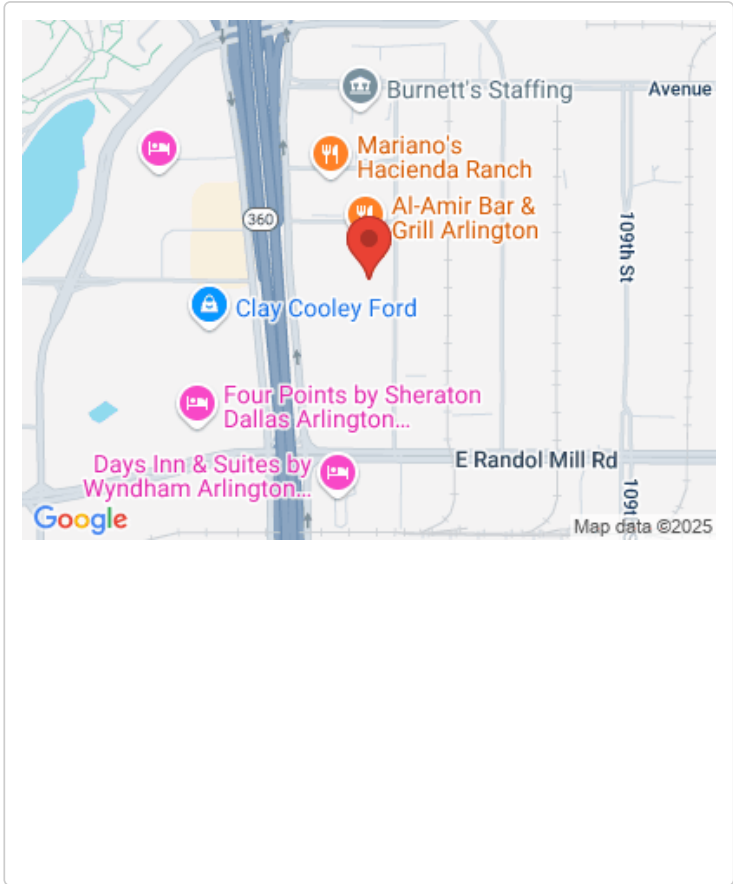 Burnett's Staffing
Avenue
Mariano's
Hacienda Ranch
Al-Amir Bar &
Grill Arlington
360
109th St
Clay Cooley Ford
Four Points by Sheraton
Dallas Arlington...
Days Inn & Suites by
Wyndham Arlington...
E Randol Mill Rd
109th S
Google
Map data ©2025